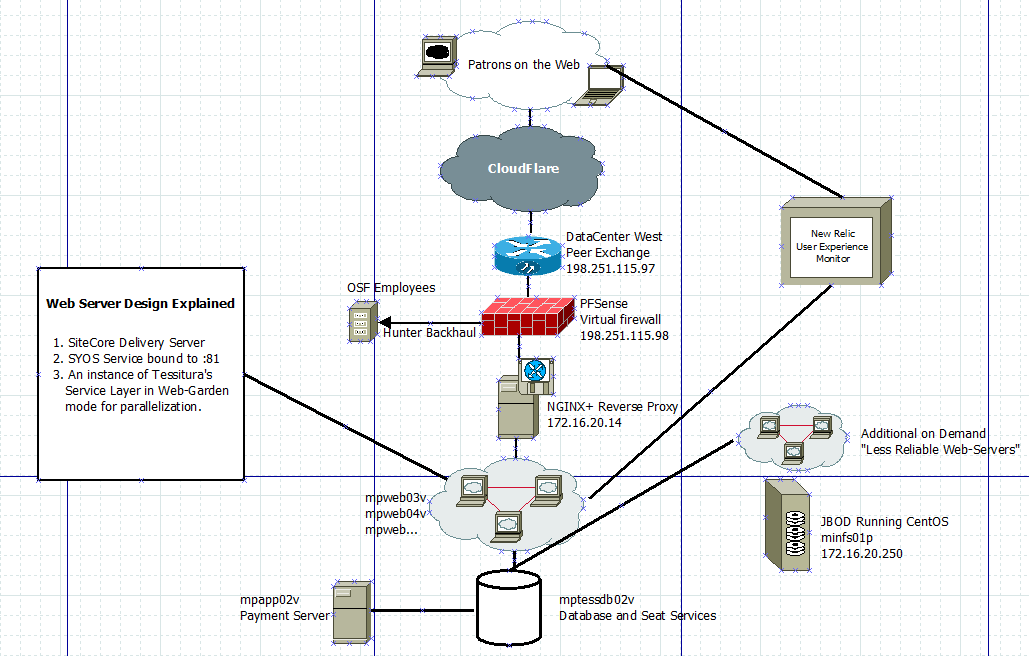 Patrons on the Web
CloudFlare
DataCenter West
Peer Exchange
198.251.115.97
New Relic
User Experience
Monitor
OSF Employees
Hunter Backhaul
PFSense
Virtual firewall
198.251.115.98
Web Server Design Explained
1. SiteCore Delivery Server
2. SYOS Service bound to :81
3. An instance of Tessitura's
Service Layer in Web-Garden
mode for parallelization.
NGINX+ Reverse Proxy
172.16.20.14
Additional on Demand
"Less Reliable Web-Servers"
mpweb03v
mpweb04v
mpweb...
JBOD Running CentOS
minfs01p
172.16.20.250
mpapp02v
Payment Server
mptessdb02v
Database and Seat Services